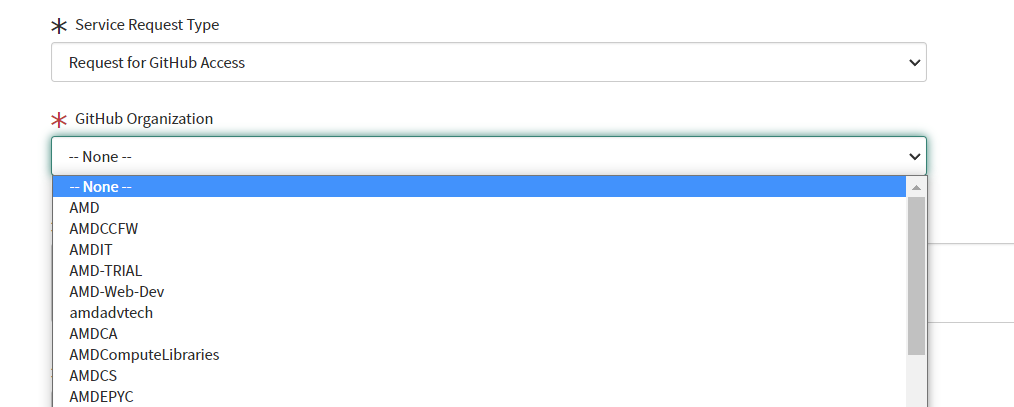 Service Request Type
Request for GitHub Access
GitHub Organization
-- None --
-- None --
AMD
AMDCCFW
AMDIT
AMD-TRIAL
AMD-Web-Dev
amdadvtech
AMDCA
AMDComputeLibraries
AMDCS
AMDEPYC